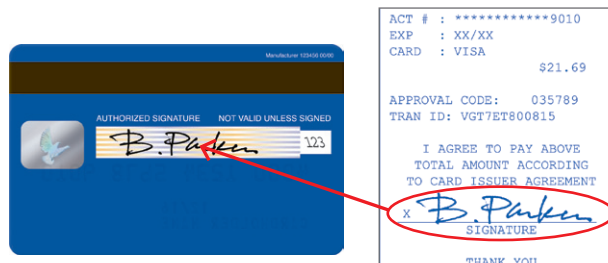 Manufacturer 123456 00/00
AUTHORIZED SIGNATURE NOT VALID UNLESS SIGNED
B. Parker
123
ACT # : ************9010
EXP : XX/XX
CARD : VISA
$21.69
APPROVAL CODE: 035789
TRAN ID: VGT7ET800815
I AGREE TO PAY ABOVE
TOTAL AMOUNT ACCORDING
TO CARD ISSUER AGREEMENT
X B. Parker
SIGNATURE
THANK YOU